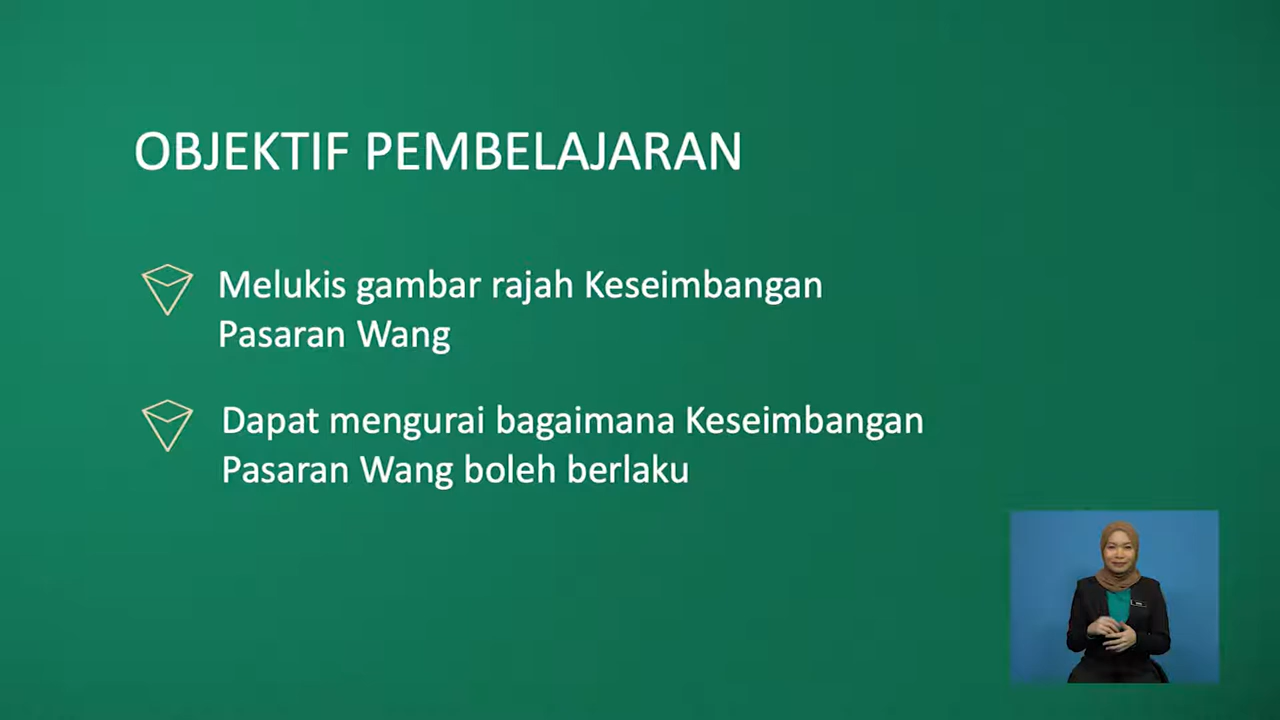 OBJEKTIF PEMBELAJARAN
Melukis gambar rajah Keseimbangan
Pasaran Wang
Dapat mengurai bagaimana Keseimbangan
Pasaran Wang boleh berlaku